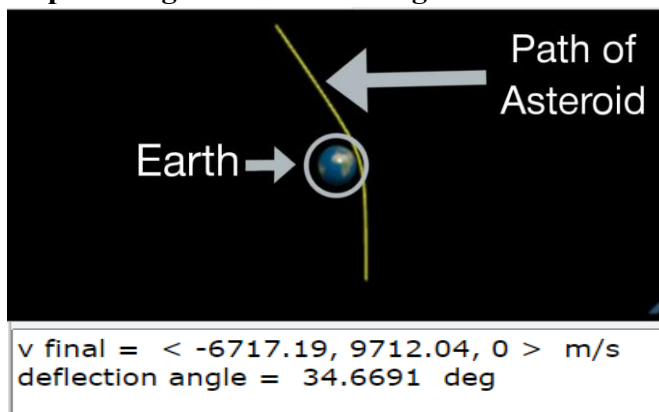 Path of
Asteroid
Earth
v final = < -6717.19, 9712.04, 0 > m/s
deflection angle = 34.6691 deg